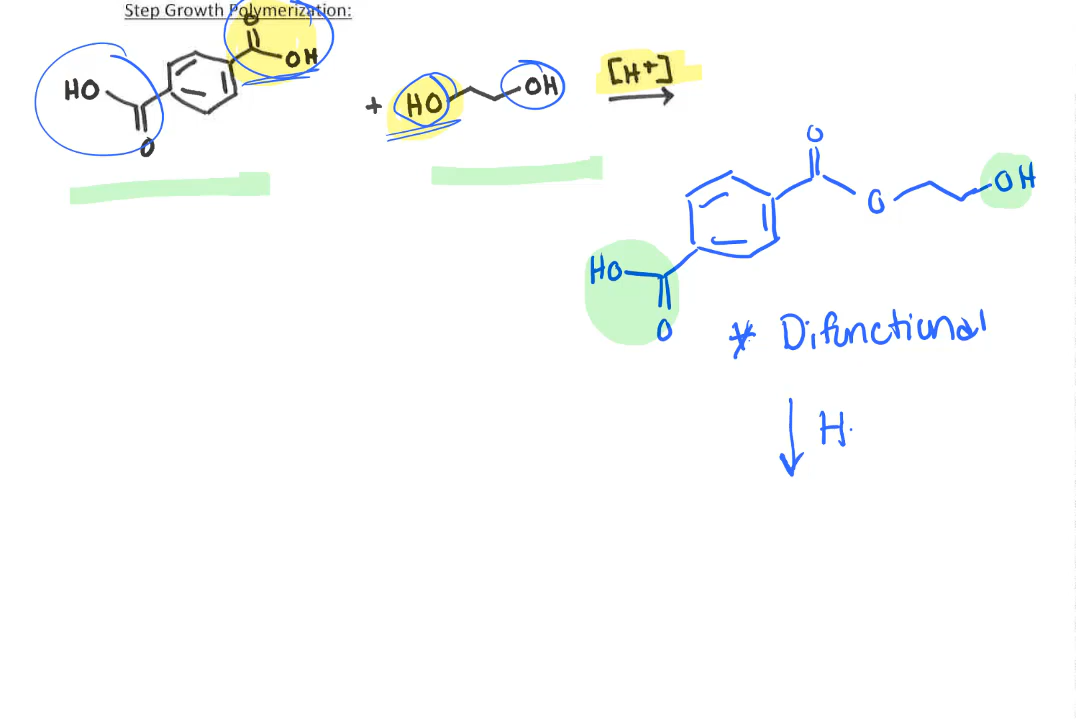 Step Growth Polymerization:
O
OH
HO
O
+
HO
OH
[H+]
O
O
OH
HO
O
* Difunctional
H